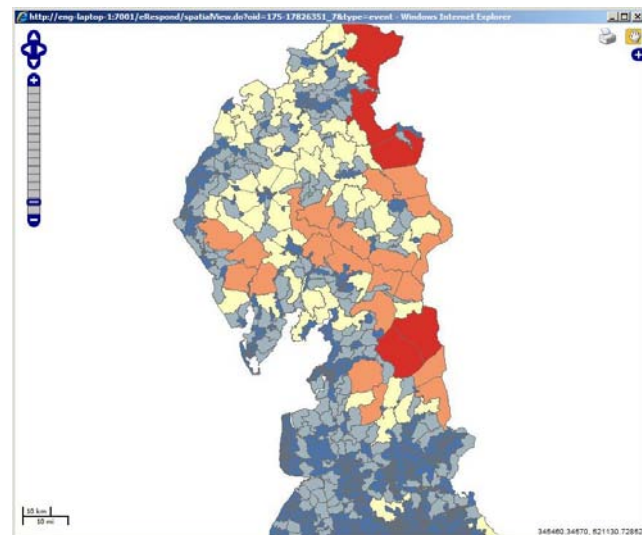 http://eng-laptop-1:7001/eRespond/spatialView.do?oid=175-17826351_7&type=event - Windows Internet Explorer
10 km
10 mi
346460.34670, 621130.72862